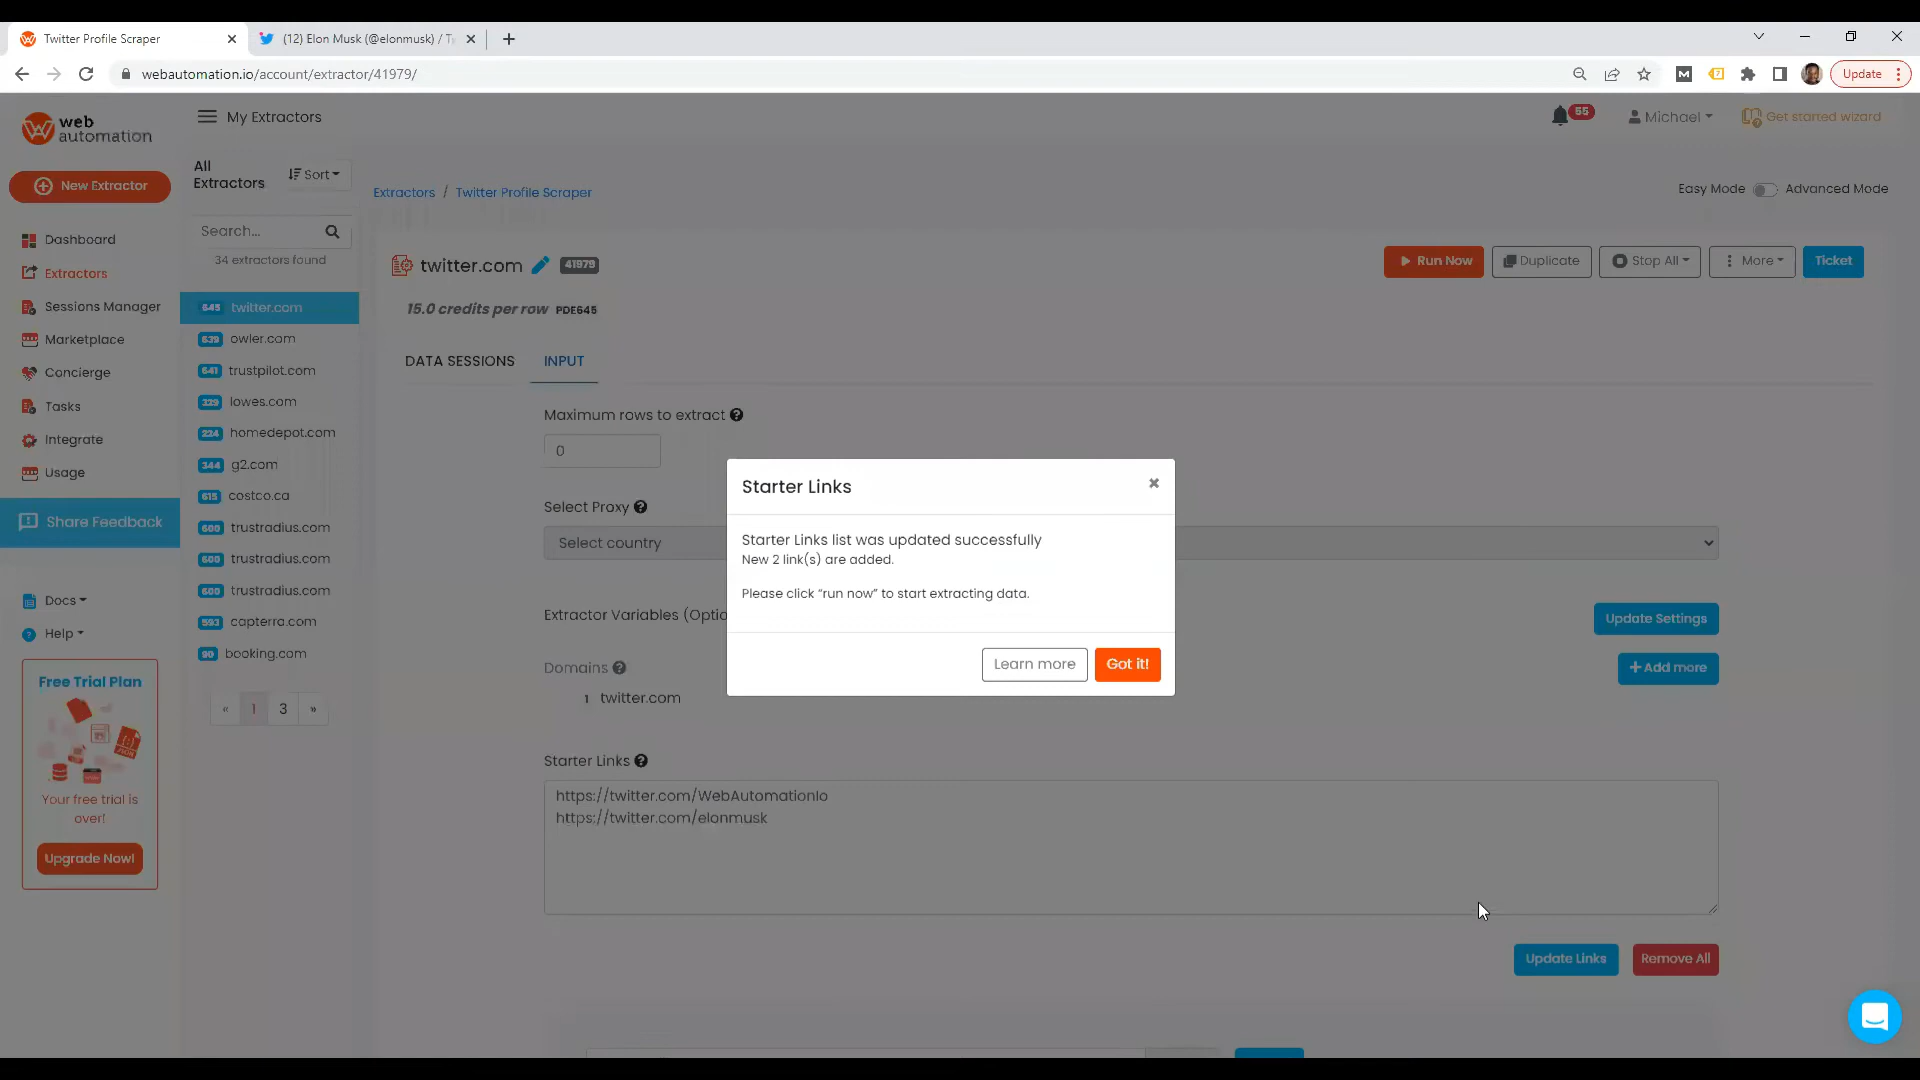 Twitter Profile Scraper
(12) Elon Musk (@elonmusk) / T
webautomation.io/account/extractor/41979/
Update
web
automation
My Extractors
55
Michael
Get started wizard
New Extractor
All
Extractors
Sort
Extractors / Twitter Profile Scraper
Easy Mode
Advanced Mode
Search...
34 extractors found
Dashboard
Extractors
Sessions Manager
Marketplace
Concierge
Tasks
Integrate
Usage
Share Feedback
Docs
Help
Free Trial Plan
Your free trial is
over!
Upgrade Now!
645 twitter.com
639 owler.com
641 trustpilot.com
329 lowes.com
224 homedepot.com
344 g2.com
615 costco.ca
600 trustradius.com
600 trustradius.com
600 trustradius.com
593 capterra.com
90 booking.com
« 1 3 »
twitter.com 41979
Run Now
Duplicate
Stop All
More
Ticket
15.0 credits per row PDE645
DATA SESSIONS
INPUT
Maximum rows to extract
0
Select Proxy
Select country
Extractor Variables (Optio
Update Settings
Domains
Add more
1 twitter.com
Starter Links
Starter Links list was updated successfully
New 2 link(s) are added.
Please click “run now” to start extracting data.
Learn more
Got it!
Starter Links
https://twitter.com/WebAutomationIo
https://twitter.com/elonmusk
Update Links
Remove All